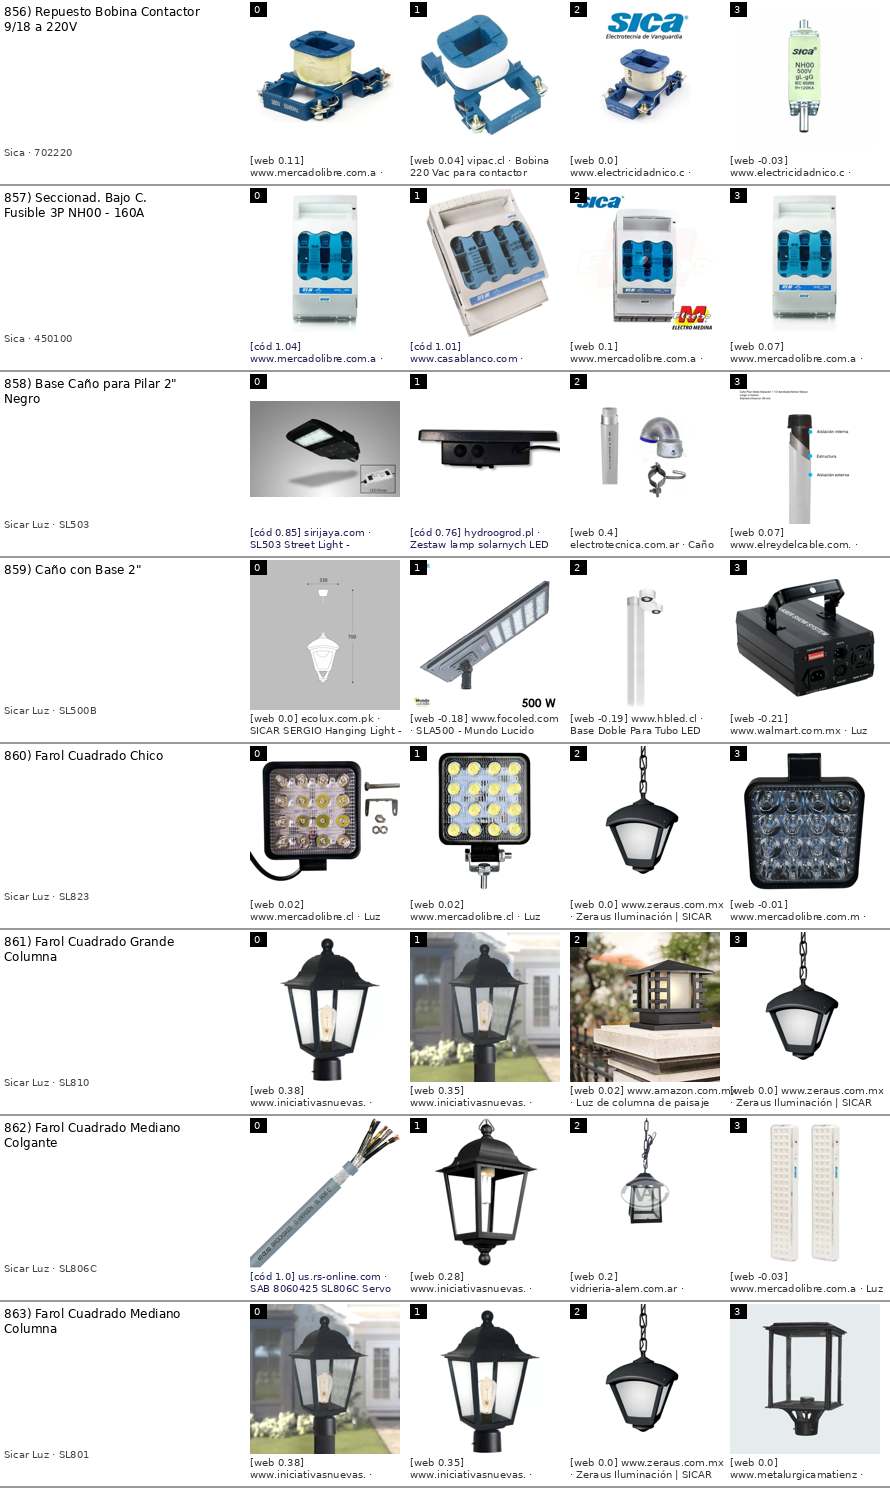 856) Repuesto Bobina Contactor
9/18 a 220V
Sica · 702220
0
[web 0.11]
www.mercadolibre.com.a ·
1
[web 0.04] vipac.cl · Bobina
220 Vac para contactor
2
sica
Electrotecnia de Vanguardia
[web 0.0]
www.electricidadnico.c ·
3
sica
NH00
500V
gL-gG
[web -0.03]
www.electricidadnico.c ·
857) Seccionad. Bajo C.
Fusible 3P NH00 - 160A
Sica · 450100
0
[cód 1.04]
www.mercadolibre.com.a ·
1
[cód 1.01]
www.casablanco.com ·
2
sica
ELECTRO MEDINA
[web 0.1]
www.mercadolibre.com.a ·
3
[web 0.07]
www.mercadolibre.com.a ·
858) Base Caño para Pilar 2"
Negro
Sicar Luz · SL503
0
[cód 0.85] sirijaya.com ·
SL503 Street Light -
1
[cód 0.76] hydroogrod.pl ·
Zestaw lamp solarnych LED
2
[web 0.4]
electrotecnica.com.ar · Caño
3
Aislación interna
Estructura
Aislación externa
[web 0.07]
www.elreydelcable.com. ·
859) Caño con Base 2"
Sicar Luz · SL500B
0
[web 0.0] ecolux.com.pk ·
SICAR SERGIO Hanging Light -
1
500 W
[web -0.18] www.focoled.com
· SLA500 - Mundo Lucido
2
[web -0.19] www.hbled.cl ·
Base Doble Para Tubo LED
3
[web -0.21]
www.walmart.com.mx · Luz
860) Farol Cuadrado Chico
Sicar Luz · SL823
0
[web 0.02]
www.mercadolibre.cl · Luz
1
[web 0.02]
www.mercadolibre.cl · Luz
2
[web 0.0] www.zeraus.com.mx
· Zeraus Iluminación | SICAR
3
[web -0.01]
www.mercadolibre.com.m ·
861) Farol Cuadrado Grande
Columna
Sicar Luz · SL810
0
[web 0.38]
www.iniciativasnuevas. ·
1
[web 0.35]
www.iniciativasnuevas. ·
2
[web 0.02] www.amazon.com.mx
· Luz de columna de paisaje
3
[web 0.0] www.zeraus.com.mx
· Zeraus Iluminación | SICAR
862) Farol Cuadrado Mediano
Colgante
Sicar Luz · SL806C
0
[cód 1.0] us.rs-online.com ·
SAB 8060425 SL806C Servo
1
[web 0.28]
www.iniciativasnuevas. ·
2
[web 0.2]
vidrieria-alem.com.ar ·
3
[web -0.03]
www.mercadolibre.com.a · Luz
863) Farol Cuadrado Mediano
Columna
Sicar Luz · SL801
0
[web 0.38]
www.iniciativasnuevas. ·
1
[web 0.35]
www.iniciativasnuevas. ·
2
[web 0.0] www.zeraus.com.mx
· Zeraus Iluminación | SICAR
3
[web 0.0]
www.metalurgicamatienz ·